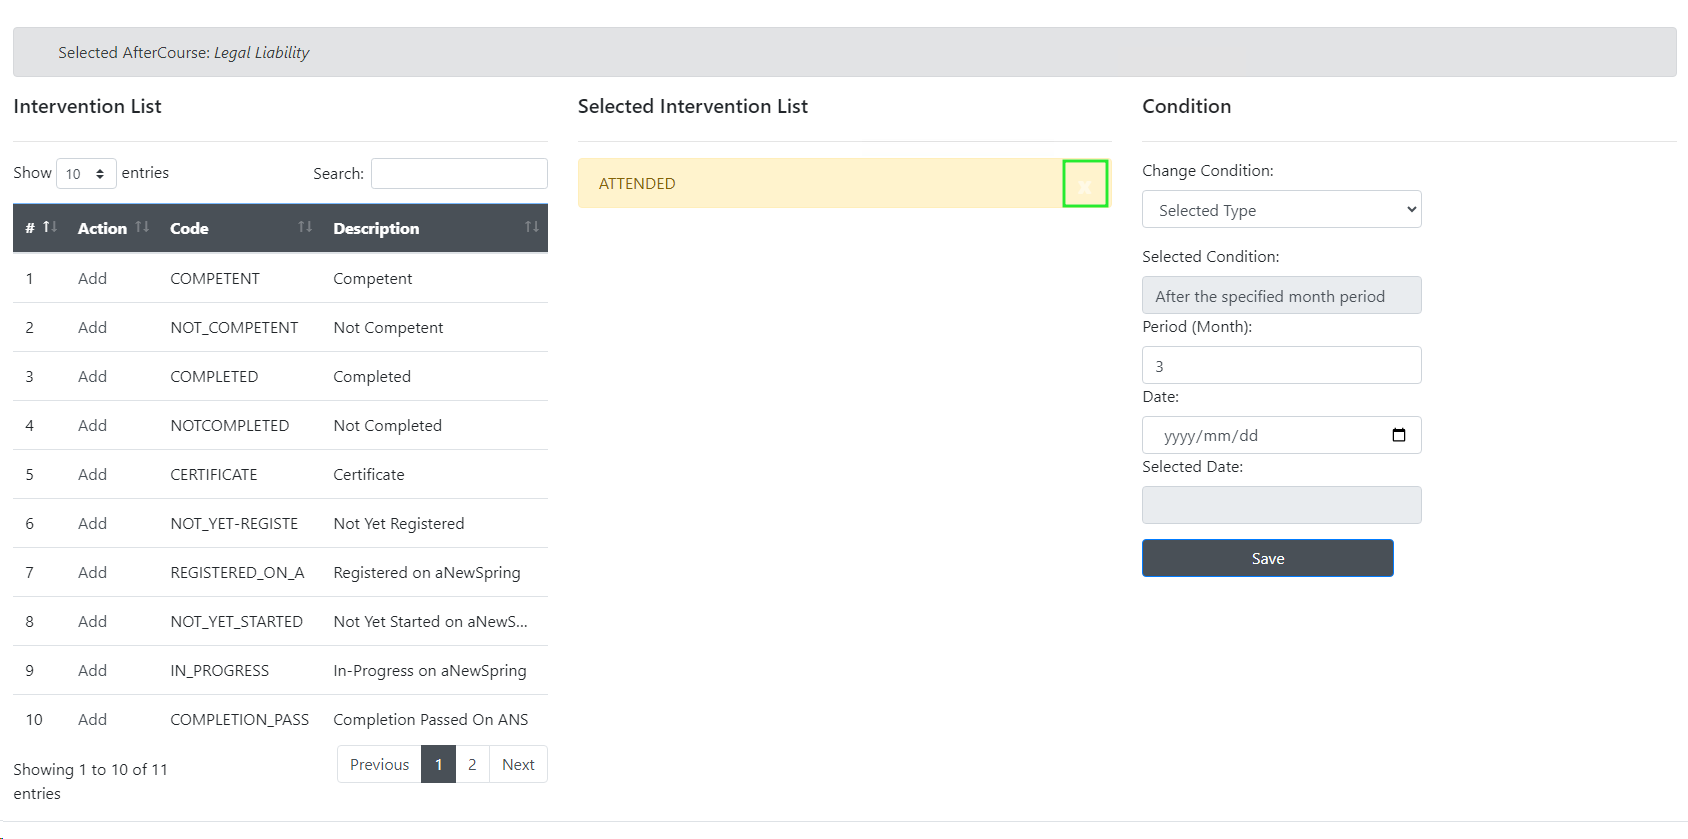 Selected AfterCourse: Legal Liability
Intervention List
Show 10 entries Search:
# Action Code Description
1 Add COMPETENT Competent
2 Add NOT_COMPETENT Not Competent
3 Add COMPLETED Completed
4 Add NOTCOMPLETED Not Completed
5 Add CERTIFICATE Certificate
6 Add NOT_YET-REGISTE Not Yet Registered
7 Add REGISTERED_ON_A Registered on aNewSpring
8 Add NOT_YET_STARTED Not Yet Started on aNewS...
9 Add IN_PROGRESS In-Progress on aNewSpring
10 Add COMPLETION_PASS Completion Passed On ANS
Showing 1 to 10 of 11
entries
Previous 1 2 Next
Selected Intervention List
ATTENDED x
Condition
Change Condition:
Selected Type
Selected Condition:
After the specified month period
Period (Month):
3
Date:
yyyy/mm/dd
Selected Date:
Save